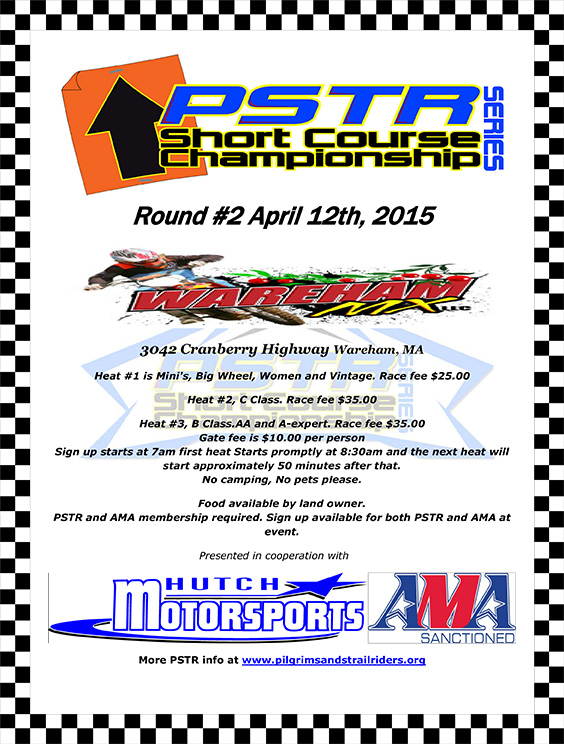 PSTR
SERIES
Short Course
Championship
Round #2 April 12th, 2015
WAREHAM
MX LLC
3042 Cranberry Highway Wareham, MA
Heat #1 is Mini's, Big Wheel, Women and Vintage. Race fee $25.00
Heat #2, C Class. Race fee $35.00
Heat #3, B Class.AA and A-expert. Race fee $35.00
Gate fee is $10.00 per person
Sign up starts at 7am first heat Starts promptly at 8:30am and the next heat will
start approximately 50 minutes after that.
No camping, No pets please.
Food available by land owner.
PSTR and AMA membership required. Sign up available for both PSTR and AMA at
event.
Presented in cooperation with
HUTCH
MOTORSPORTS
AMA
SANCTIONED
More PSTR info at www.pilgrimsandstrailriders.org
PSTR
SERIES
Short Course
Championship